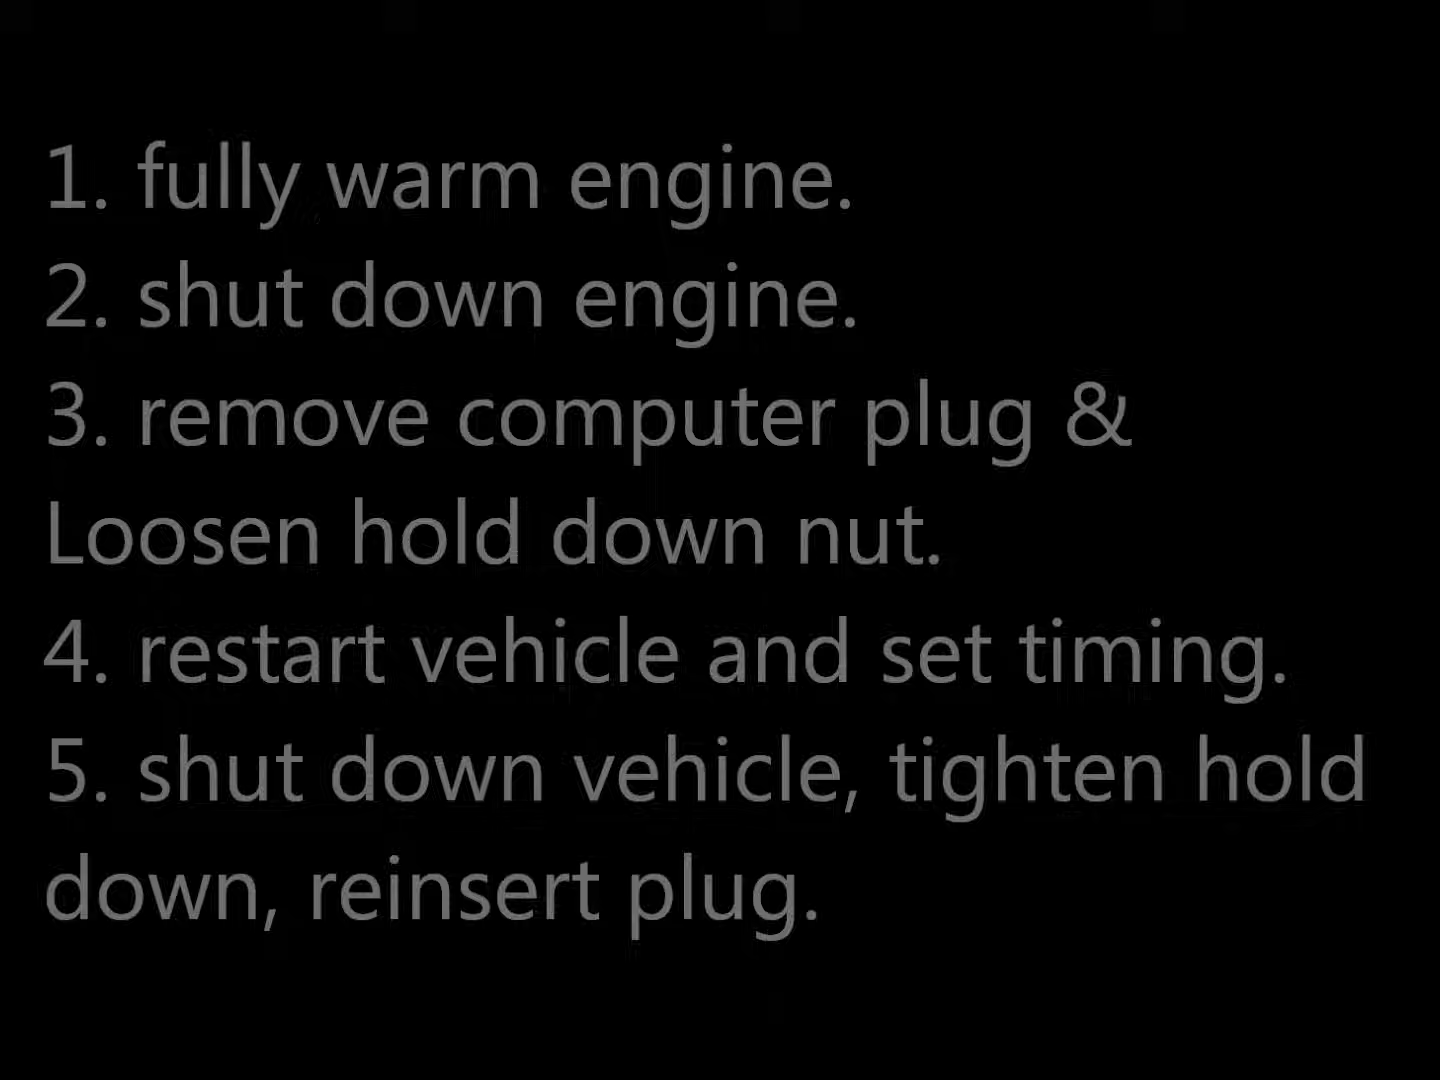 1. fully warm engine.
2. shut down engine.
3. remove computer plug &
Loosen hold down nut.
4. restart vehicle and set timing.
5. shut down vehicle, tighten hold
down, reinsert plug.